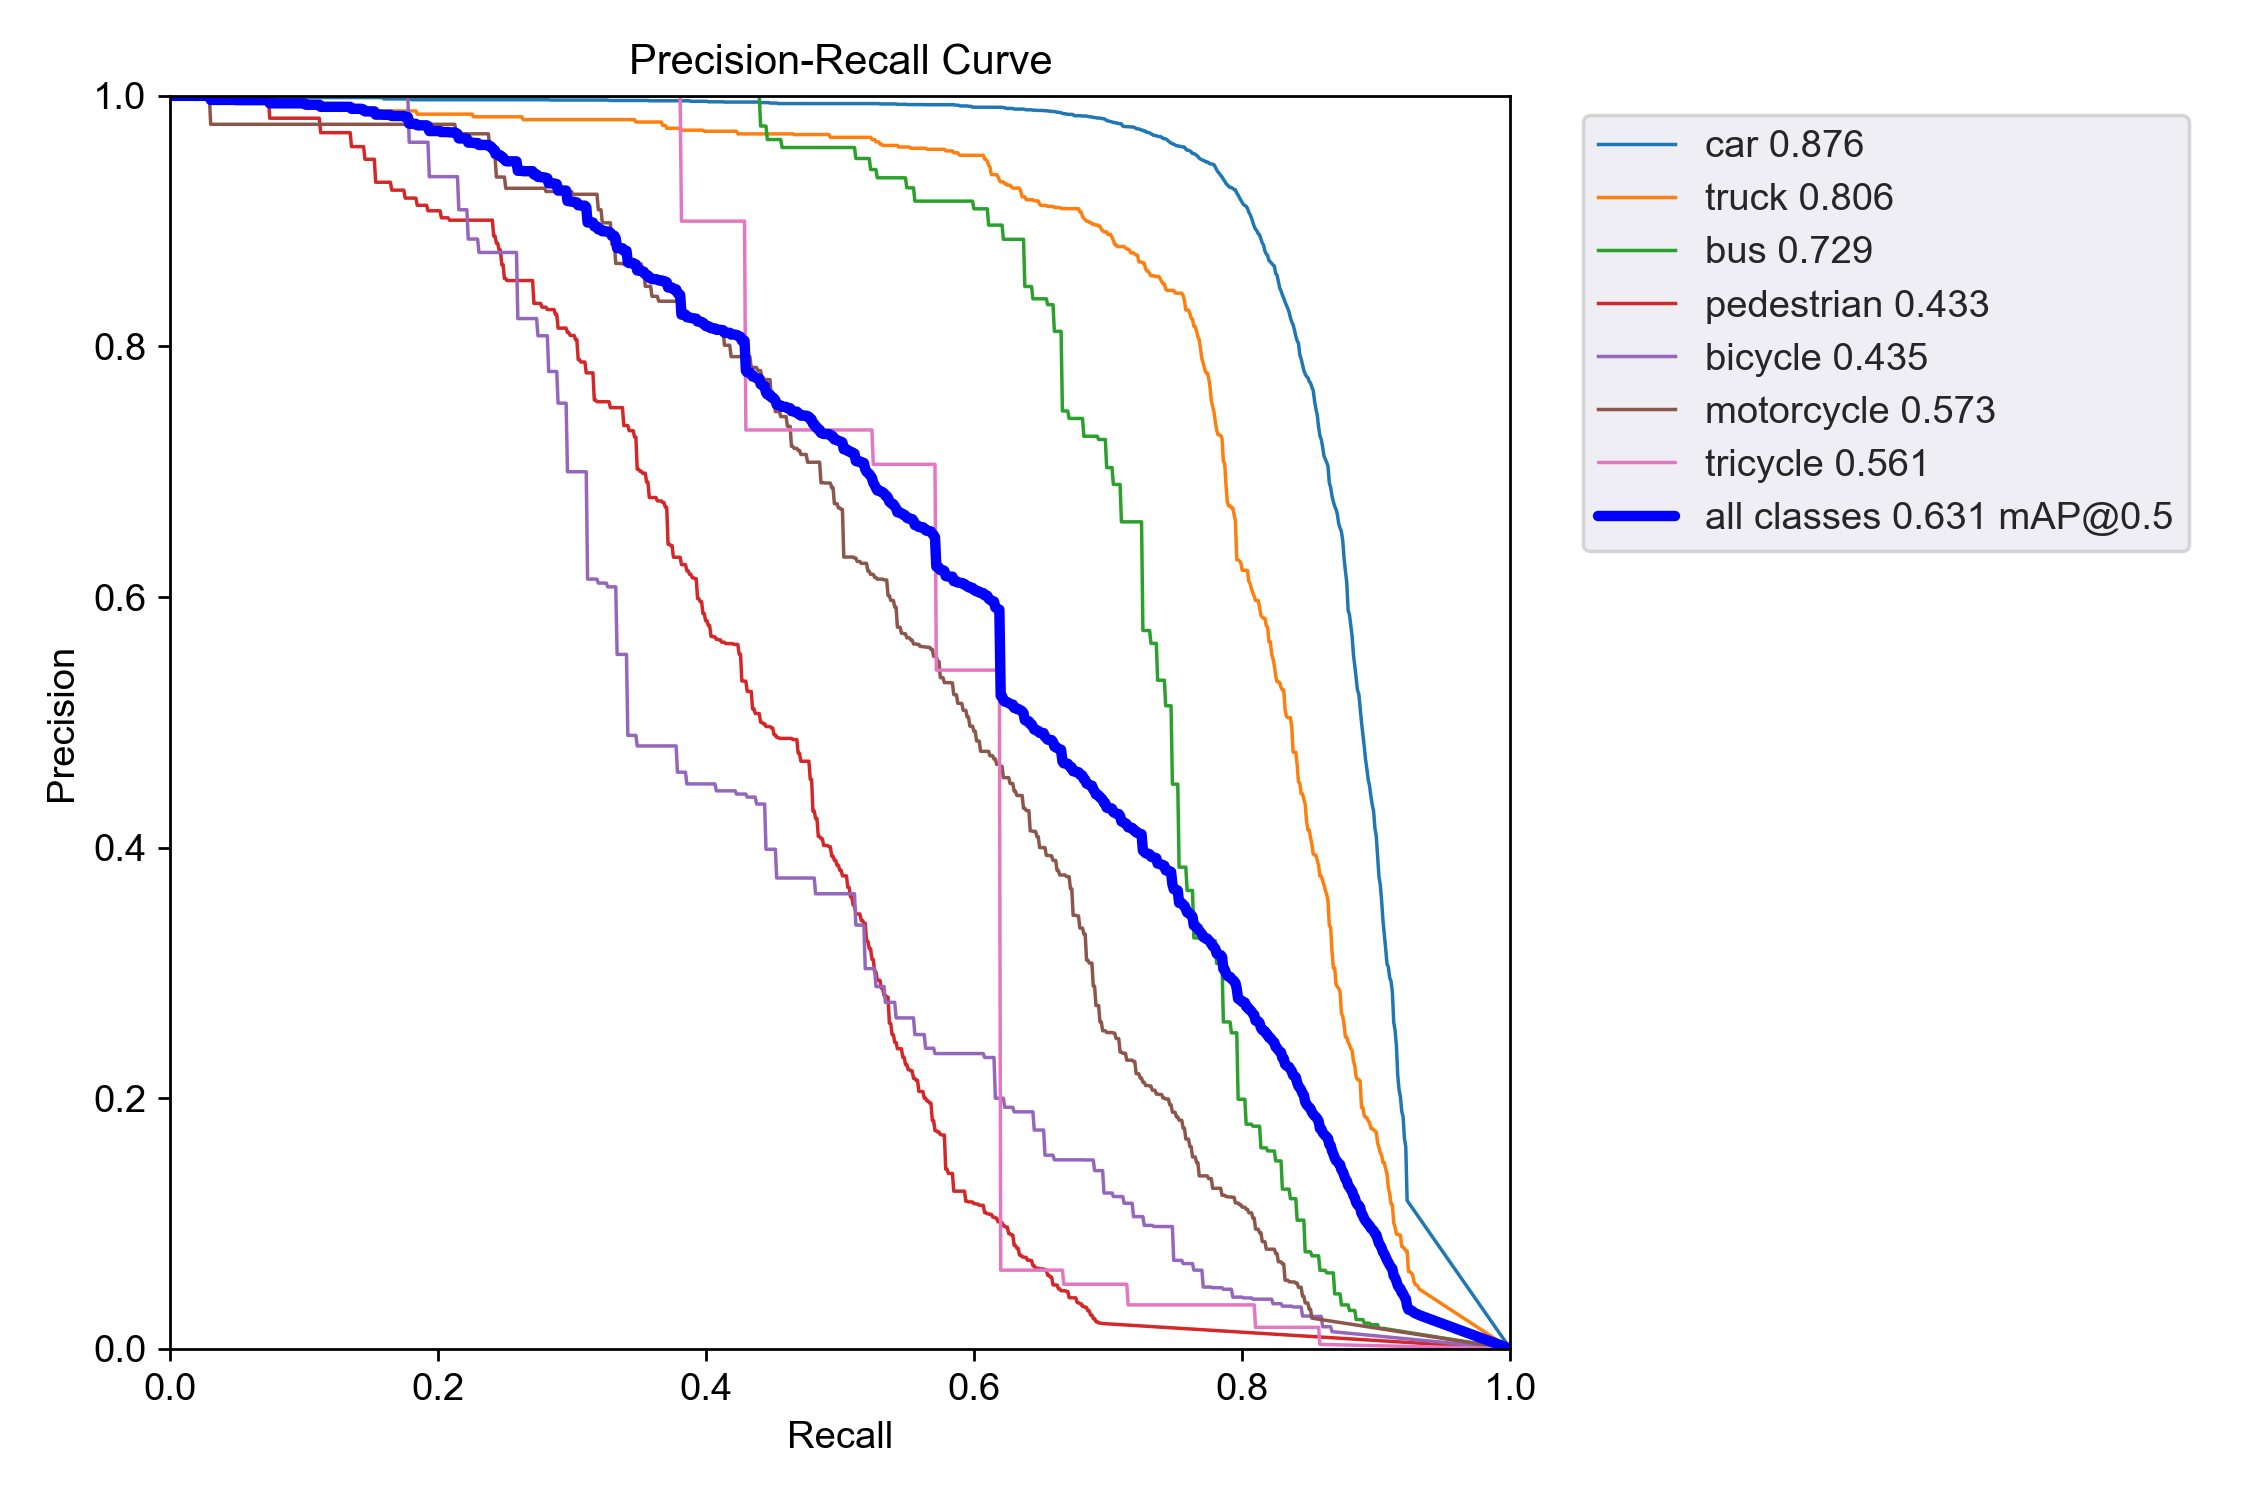 Precision-Recall Curve
1.0
0.8
0.6
0.4
0.2
0.0
Precision
0.0 0.2 0.4 0.6 0.8 1.0
Recall
car 0.876
truck 0.806
bus 0.729
pedestrian 0.433
bicycle 0.435
motorcycle 0.573
tricycle 0.561
all classes 0.631 mAP@0.5